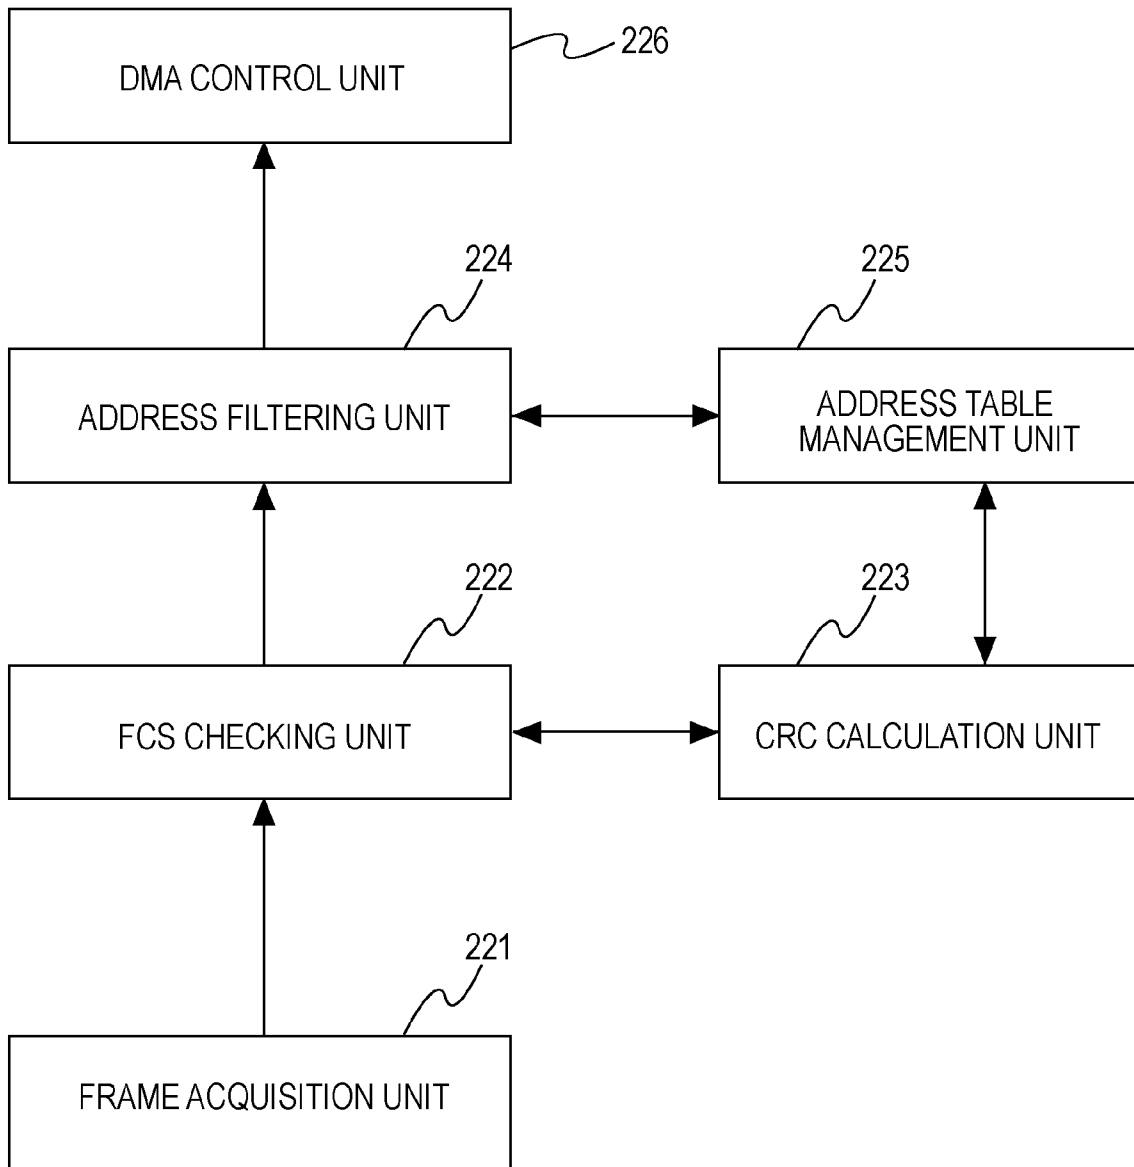 226
DMA CONTROL UNIT
224
225
ADDRESS FILTERING UNIT
ADDRESS TABLE
MANAGEMENT UNIT
222
223
FCS CHECKING UNIT
CRC CALCULATION UNIT
221
FRAME ACQUISITION UNIT